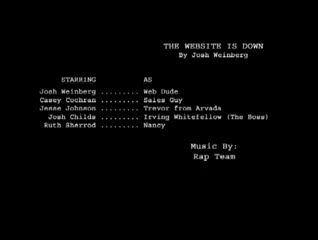 THE WEBSITE IS DOWN
By Josh Weinberg
STARRING AS
Josh Weinberg ......... Web Dude
Casey Cochran ......... Sales Guy
Jesse Johnson ......... Trevor from Arvada
Josh Childs ......... Irving Whitefellow (The Boss)
Ruth Sherrod ......... Nancy
Music By:
Rap Team